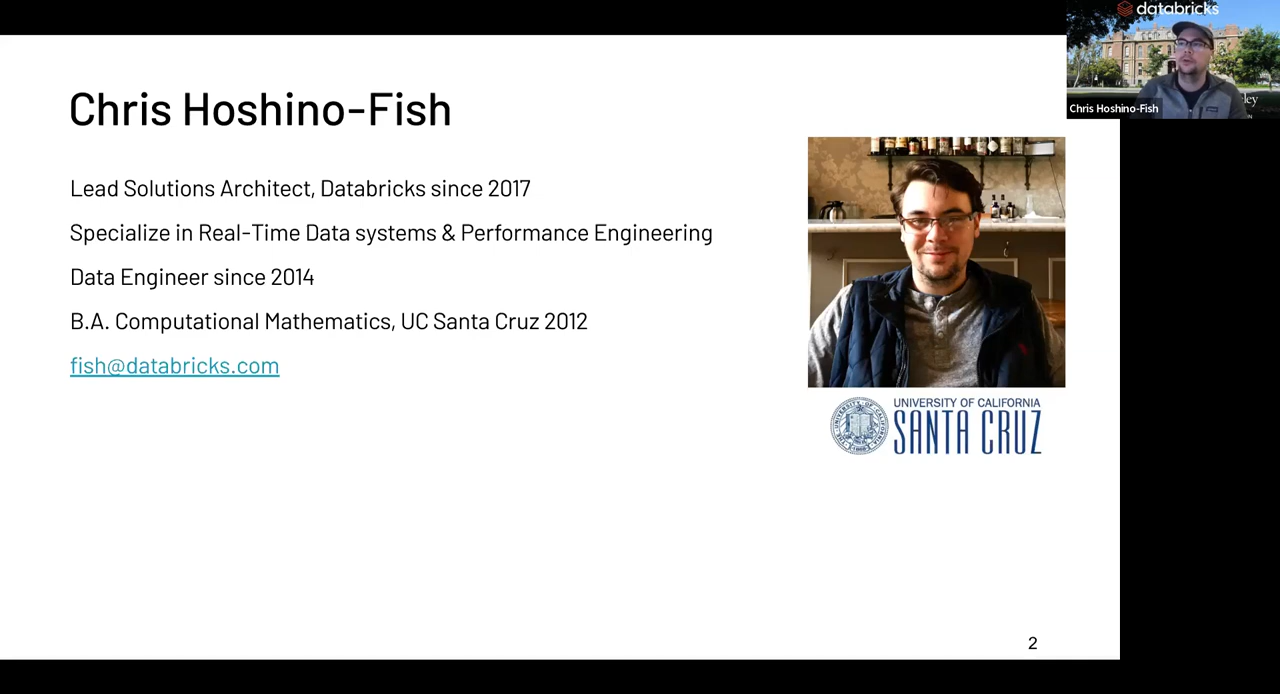 databricks
Chris Hoshino-Fish
Chris Hoshino-Fish
Lead Solutions Architect, Databricks since 2017
Specialize in Real-Time Data systems & Performance Engineering
Data Engineer since 2014
B.A. Computational Mathematics, UC Santa Cruz 2012
fish@databricks.com
UNIVERSITY OF CALIFORNIA
SANTA CRUZ
2